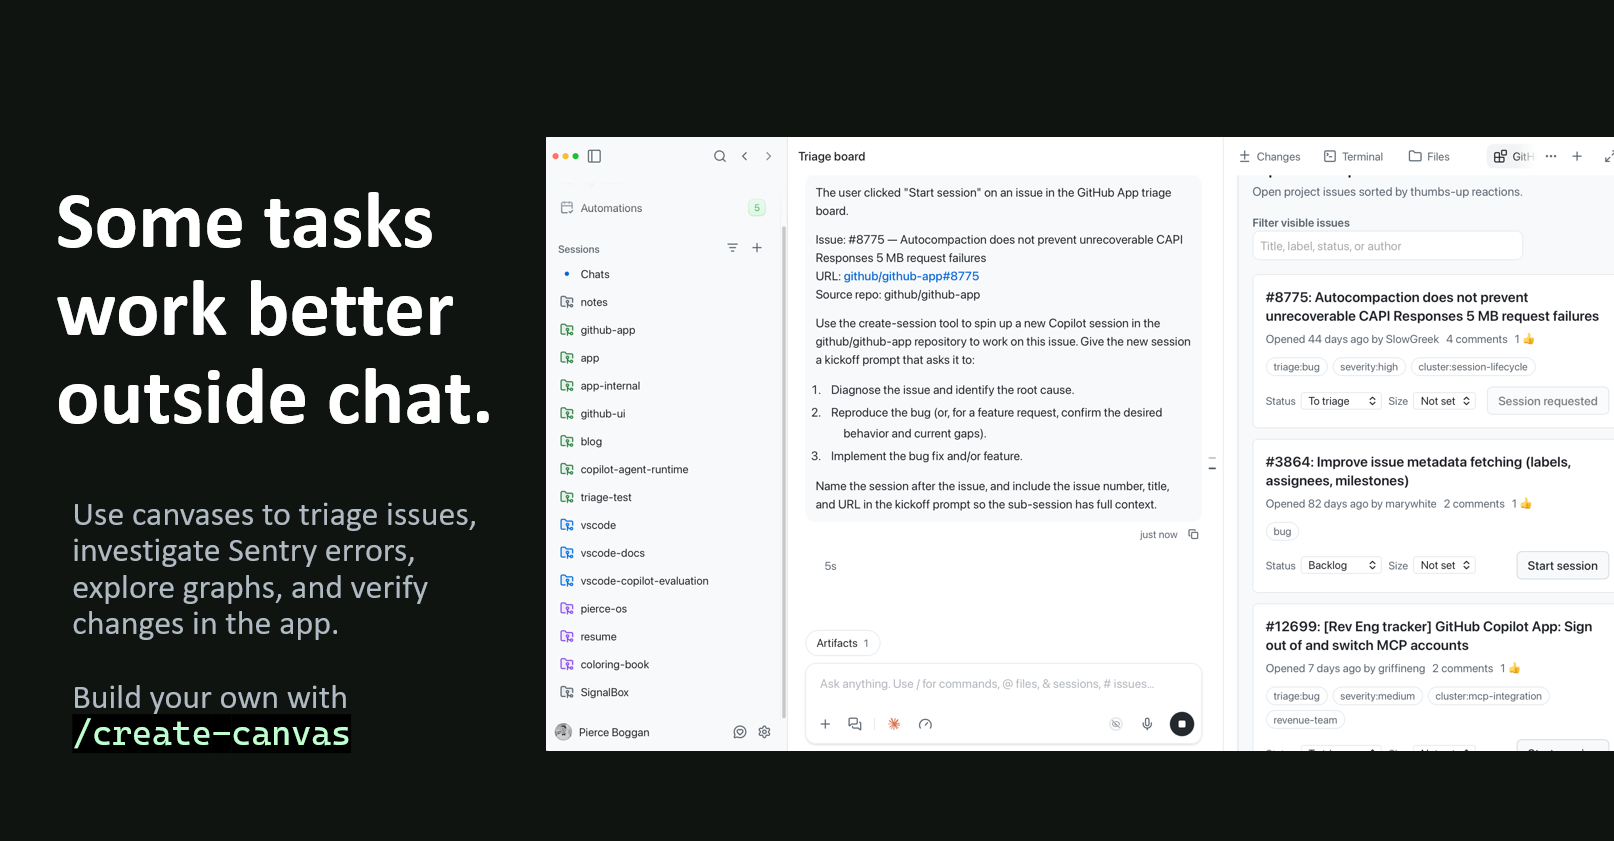 Some tasks
work better
outside chat.
Use canvases to triage issues,
investigate Sentry errors,
explore graphs, and verify
changes in the app.
Build your own with
/create-canvas
Automations
5
Sessions
Chats
notes
github-app
app
app-internal
github-ui
blog
copilot-agent-runtime
triage-test
vscode
vscode-docs
vscode-copilot-evaluation
pierce-os
resume
coloring-book
SignalBox
Pierce Boggan
Triage board
The user clicked "Start session" on an issue in the GitHub App triage
board.
Issue: #8775 — Autocompaction does not prevent unrecoverable CAPI
Responses 5 MB request failures
URL: github/github-app#8775
Source repo: github/github-app
Use the create-session tool to spin up a new Copilot session in the
github/github-app repository to work on this issue. Give the new session
a kickoff prompt that asks it to:
1. Diagnose the issue and identify the root cause.
2. Reproduce the bug (or, for a feature request, confirm the desired
behavior and current gaps).
3. Implement the bug fix and/or feature.
Name the session after the issue, and include the issue number, title,
and URL in the kickoff prompt so the sub-session has full context.
just now
5s
Artifacts 1
Ask anything. Use / for commands, @ files, & sessions, # issues...
Changes Terminal Files GitH
Open project issues sorted by thumbs-up reactions.
Filter visible issues
Title, label, status, or author
#8775: Autocompaction does not prevent
unrecoverable CAPI Responses 5 MB request failures
Opened 44 days ago by SlowGreek 4 comments 1 👍
triage:bug severity:high cluster:session-lifecycle
Status To triage Size Not set Session requested
#3864: Improve issue metadata fetching (labels,
assignees, milestones)
Opened 82 days ago by marywhite 2 comments 1 👍
bug
Status Backlog Size Not set Start session
#12699: [Rev Eng tracker] GitHub Copilot App: Sign
out of and switch MCP accounts
Opened 7 days ago by griffineng 2 comments 1 👍
triage:bug severity:medium cluster:mcp-integration
revenue-team